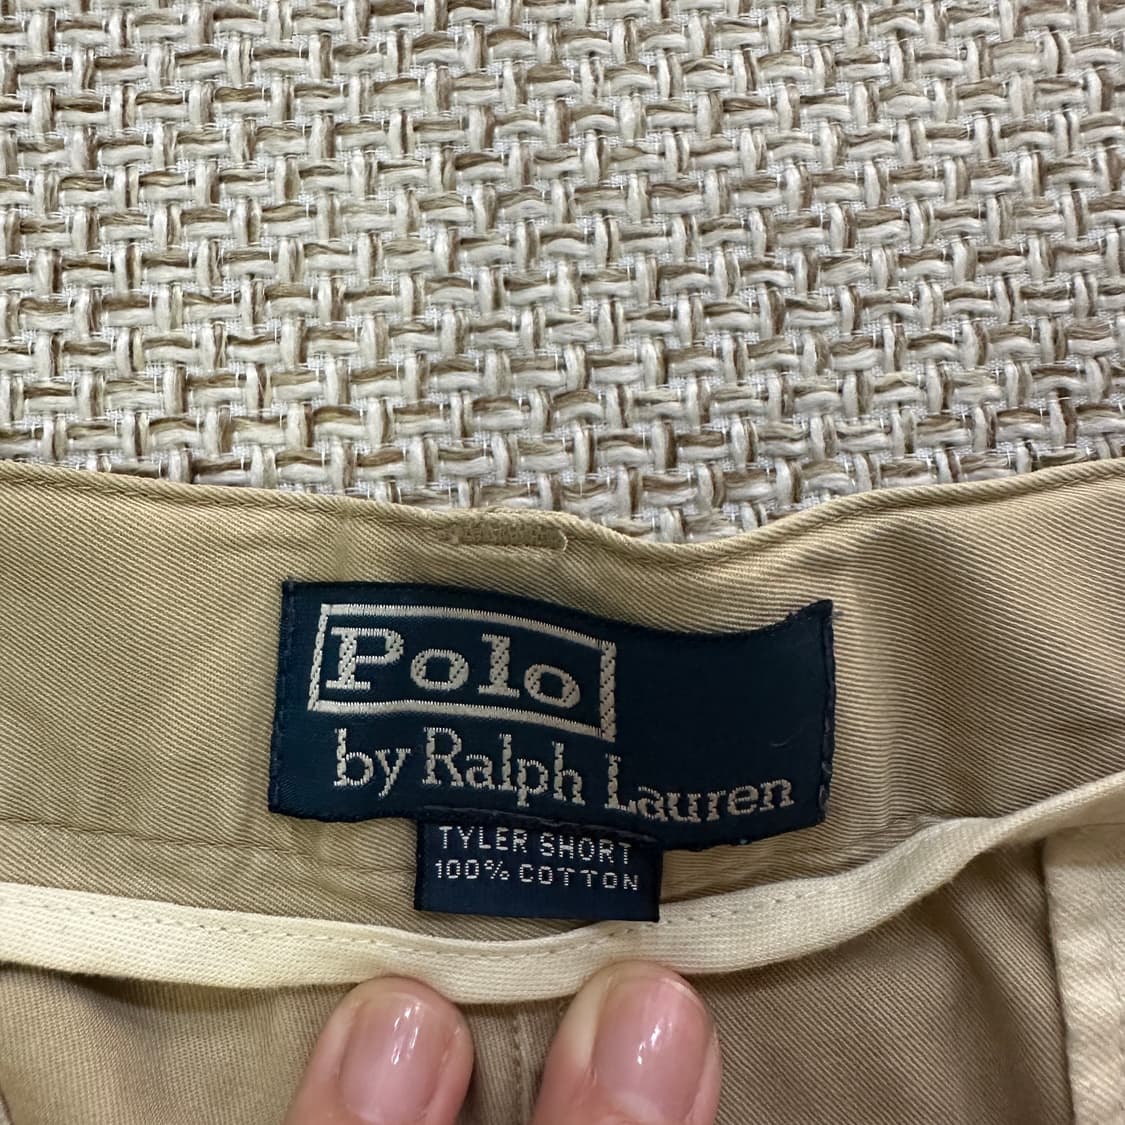 Polo
by Ralph Lauren
TYLER SHORT
100% COTTON